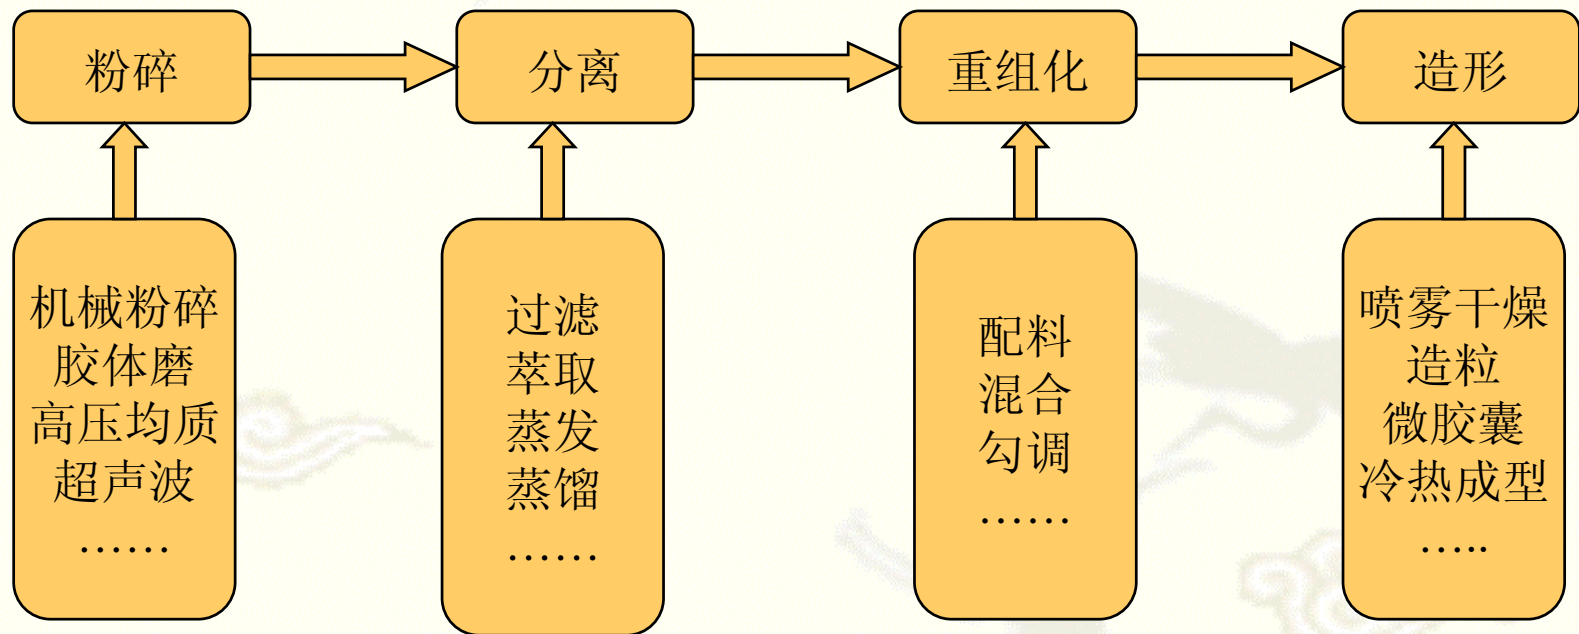 粉碎
分离
重组化
造形
机械粉碎
胶体磨
高压均质
超声波
……
过滤
萃取
蒸发
蒸馏
……
配料
混合
勾调
……
喷雾干燥
造粒
微胶囊
冷热成型
…..